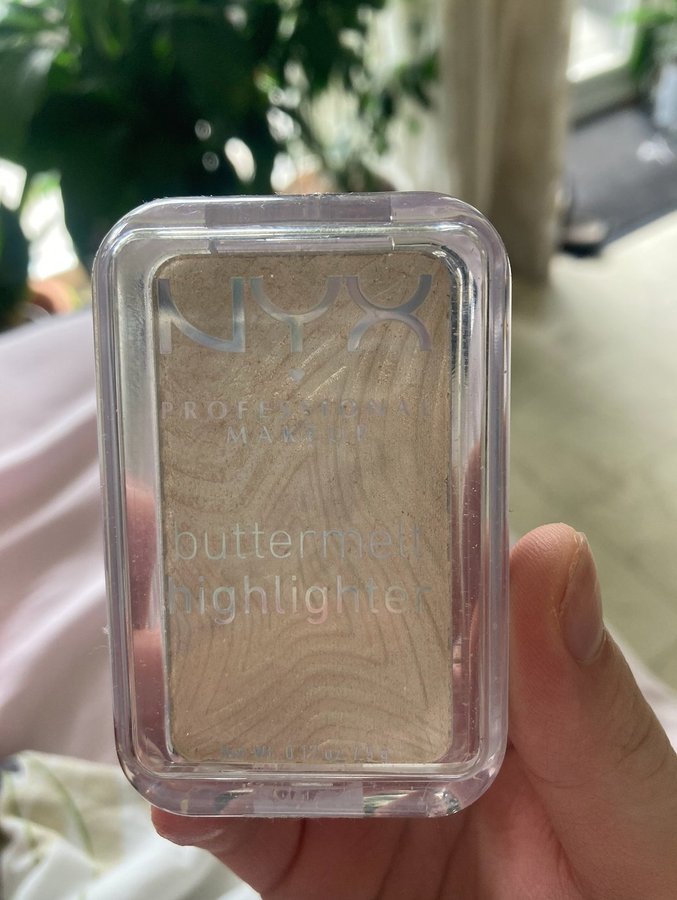 NYX
PROFESSIONAL
MAKEUP
buttermelt
highlighter